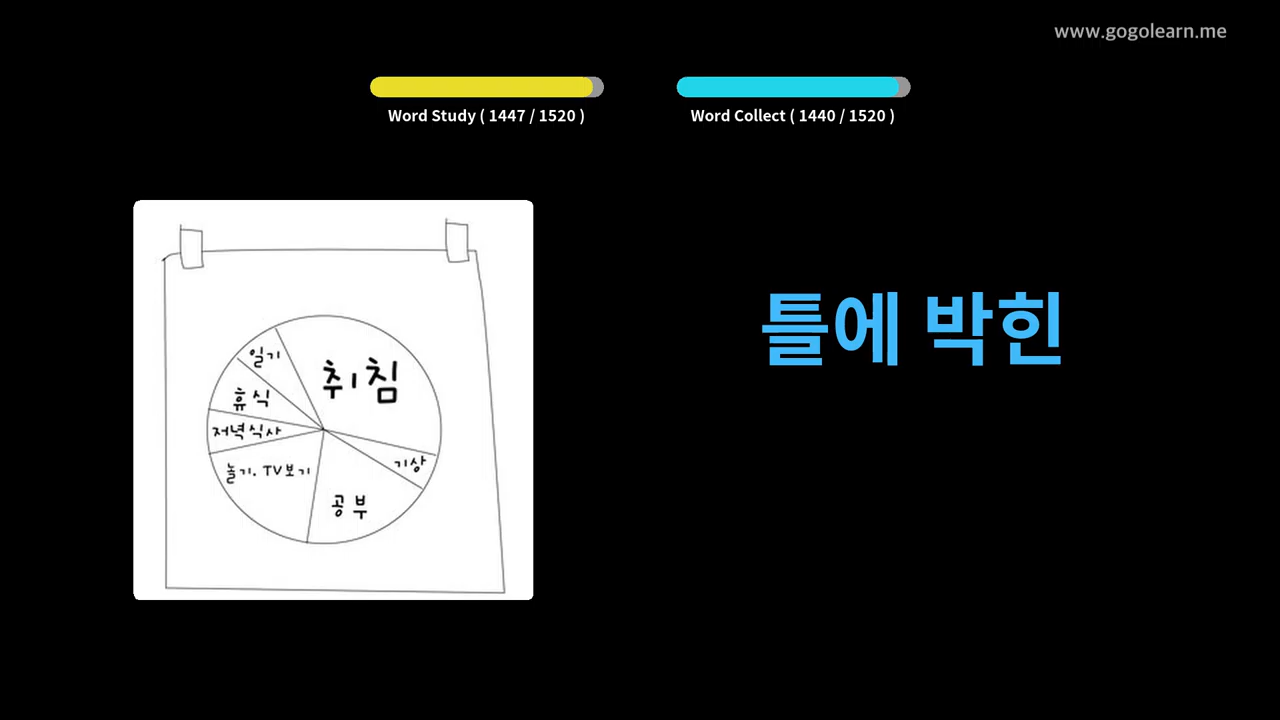 www.gogolearn.me
Word Study ( 1447 / 1520 )
Word Collect ( 1440 / 1520 )
일기
취침
휴식
저녁식사
기상
놀기. TV보기
공부
틀에 박힌